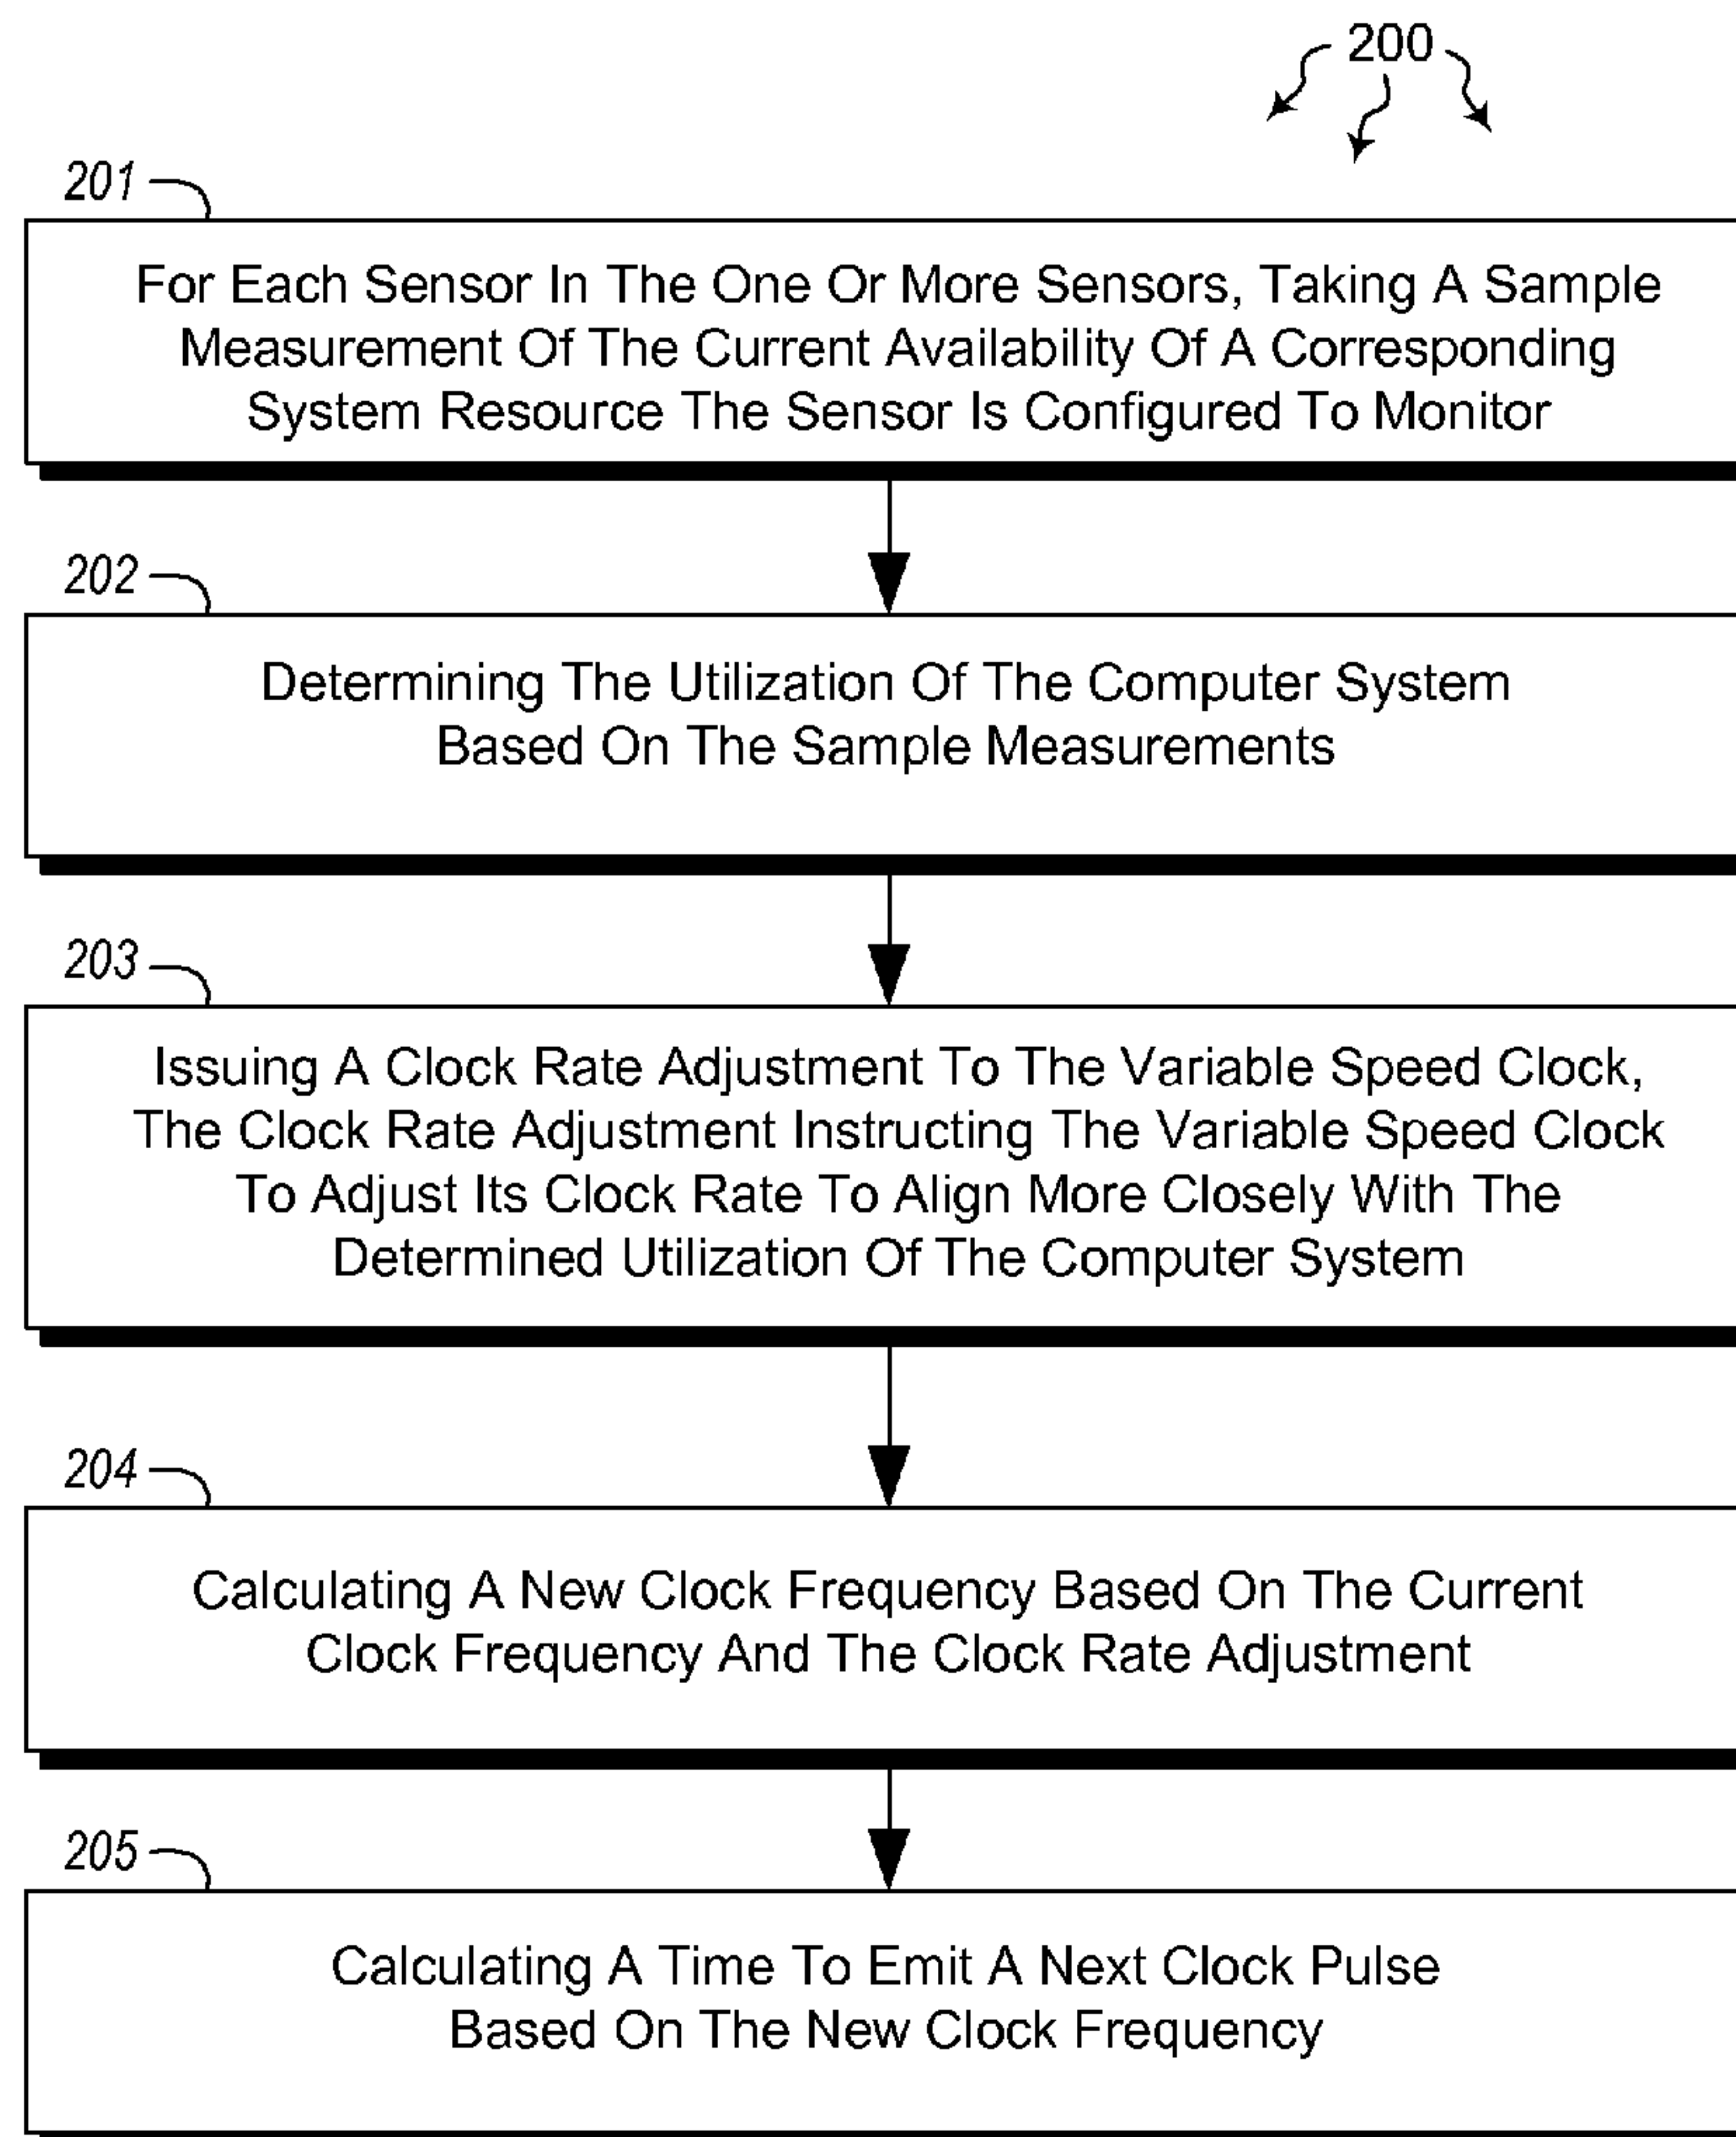 200
201
For Each Sensor In The One Or More Sensors, Taking A Sample
Measurement Of The Current Availability Of A Corresponding
System Resource The Sensor Is Configured To Monitor
202
Determining The Utilization Of The Computer System
Based On The Sample Measurements
203
Issuing A Clock Rate Adjustment To The Variable Speed Clock,
The Clock Rate Adjustment Instructing The Variable Speed Clock
To Adjust Its Clock Rate To Align More Closely With The
Determined Utilization Of The Computer System
204
Calculating A New Clock Frequency Based On The Current
Clock Frequency And The Clock Rate Adjustment
205
Calculating A Time To Emit A Next Clock Pulse
Based On The New Clock Frequency